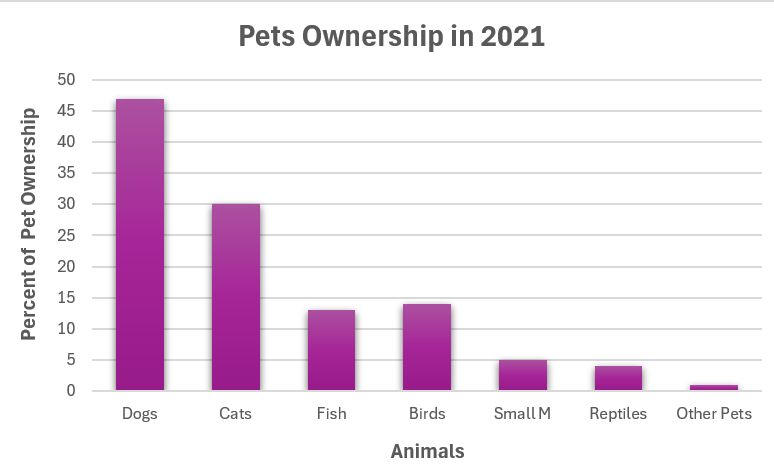 Pets Ownership in 2021
Percent of  Pet Ownership
50
45
40
35
30
25
20
15
10
5
0
Dogs Cats Fish Birds Small M Reptiles Other Pets
Animals